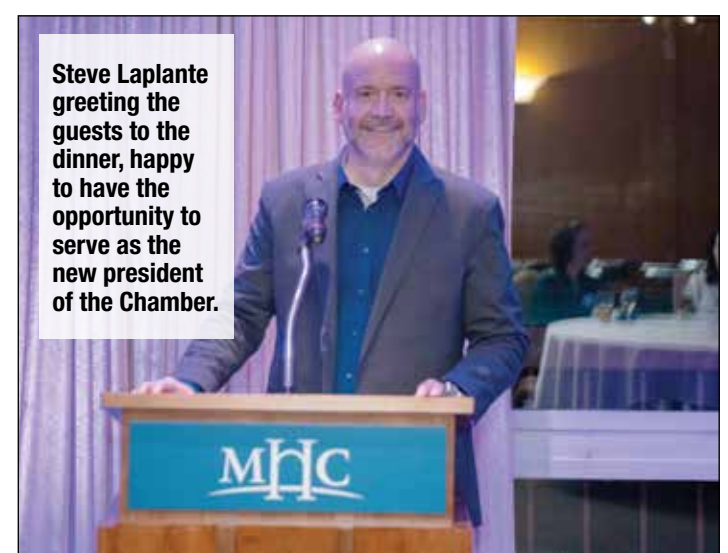 Steve Laplante
greeting the
guests to the
dinner, happy
to have the
opportunity to
serve as the
new president
of the Chamber.
MHC